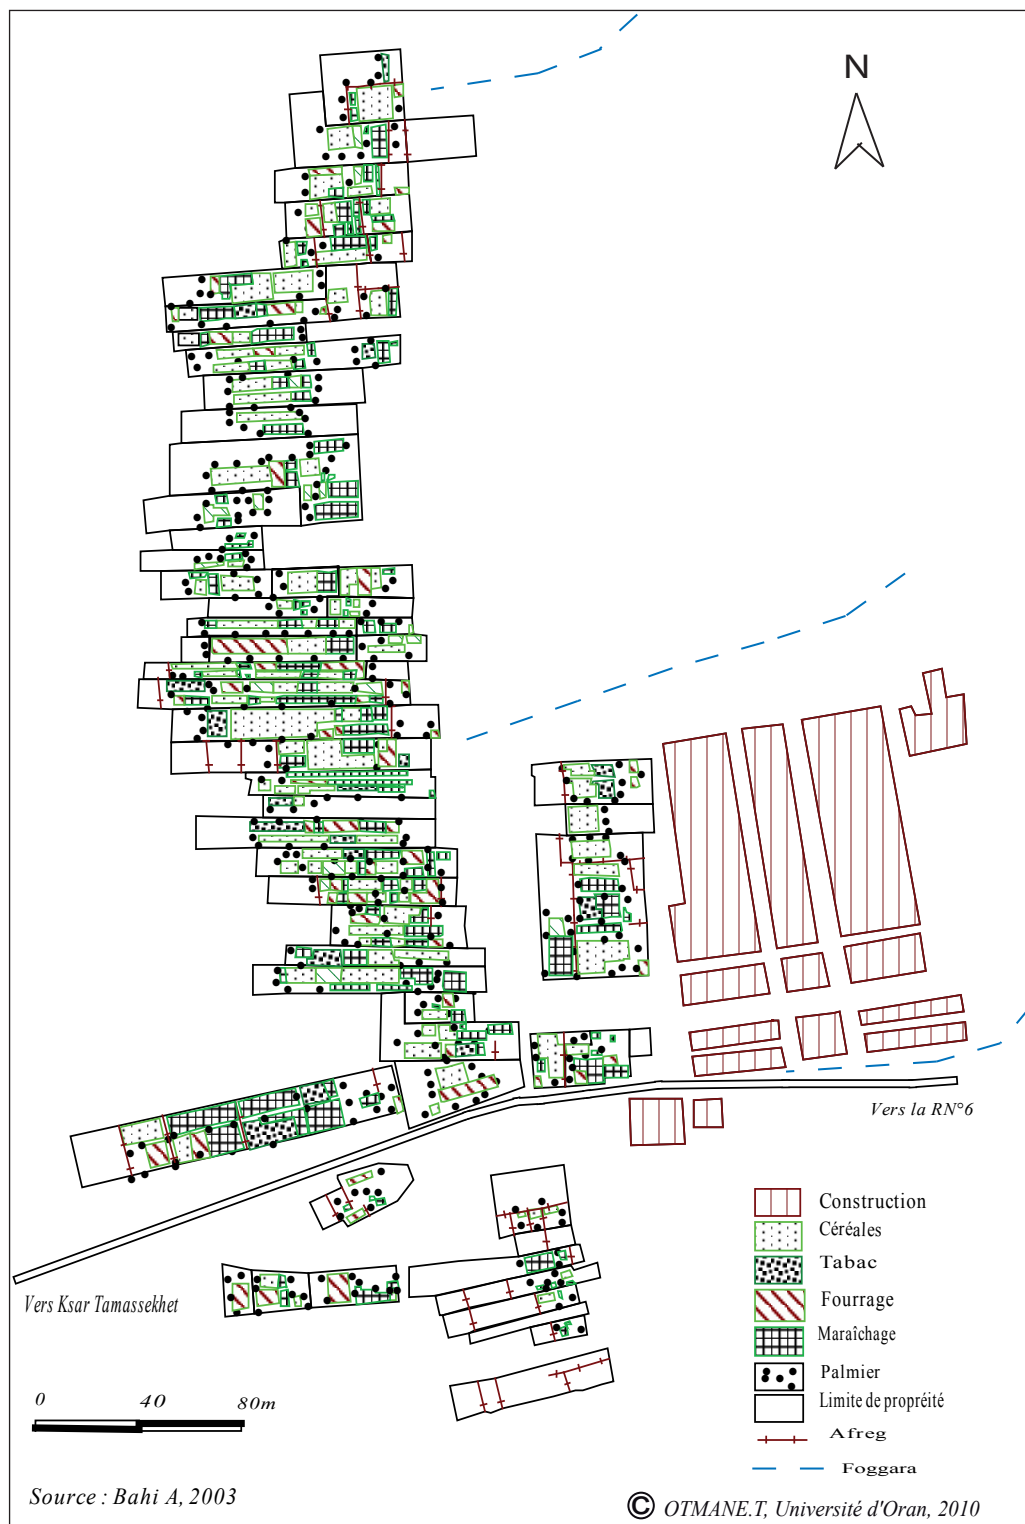 N
Vers la RN°6
Construction
Céréales
Tabac
Fourrage
Maraîchage
Palmier
Limite de propréité
Afreg
Foggara
Vers Ksar Tamassekhet
0 40 80m
Source : Bahi A, 2003
© OTMANE.T, Université d'Oran, 2010